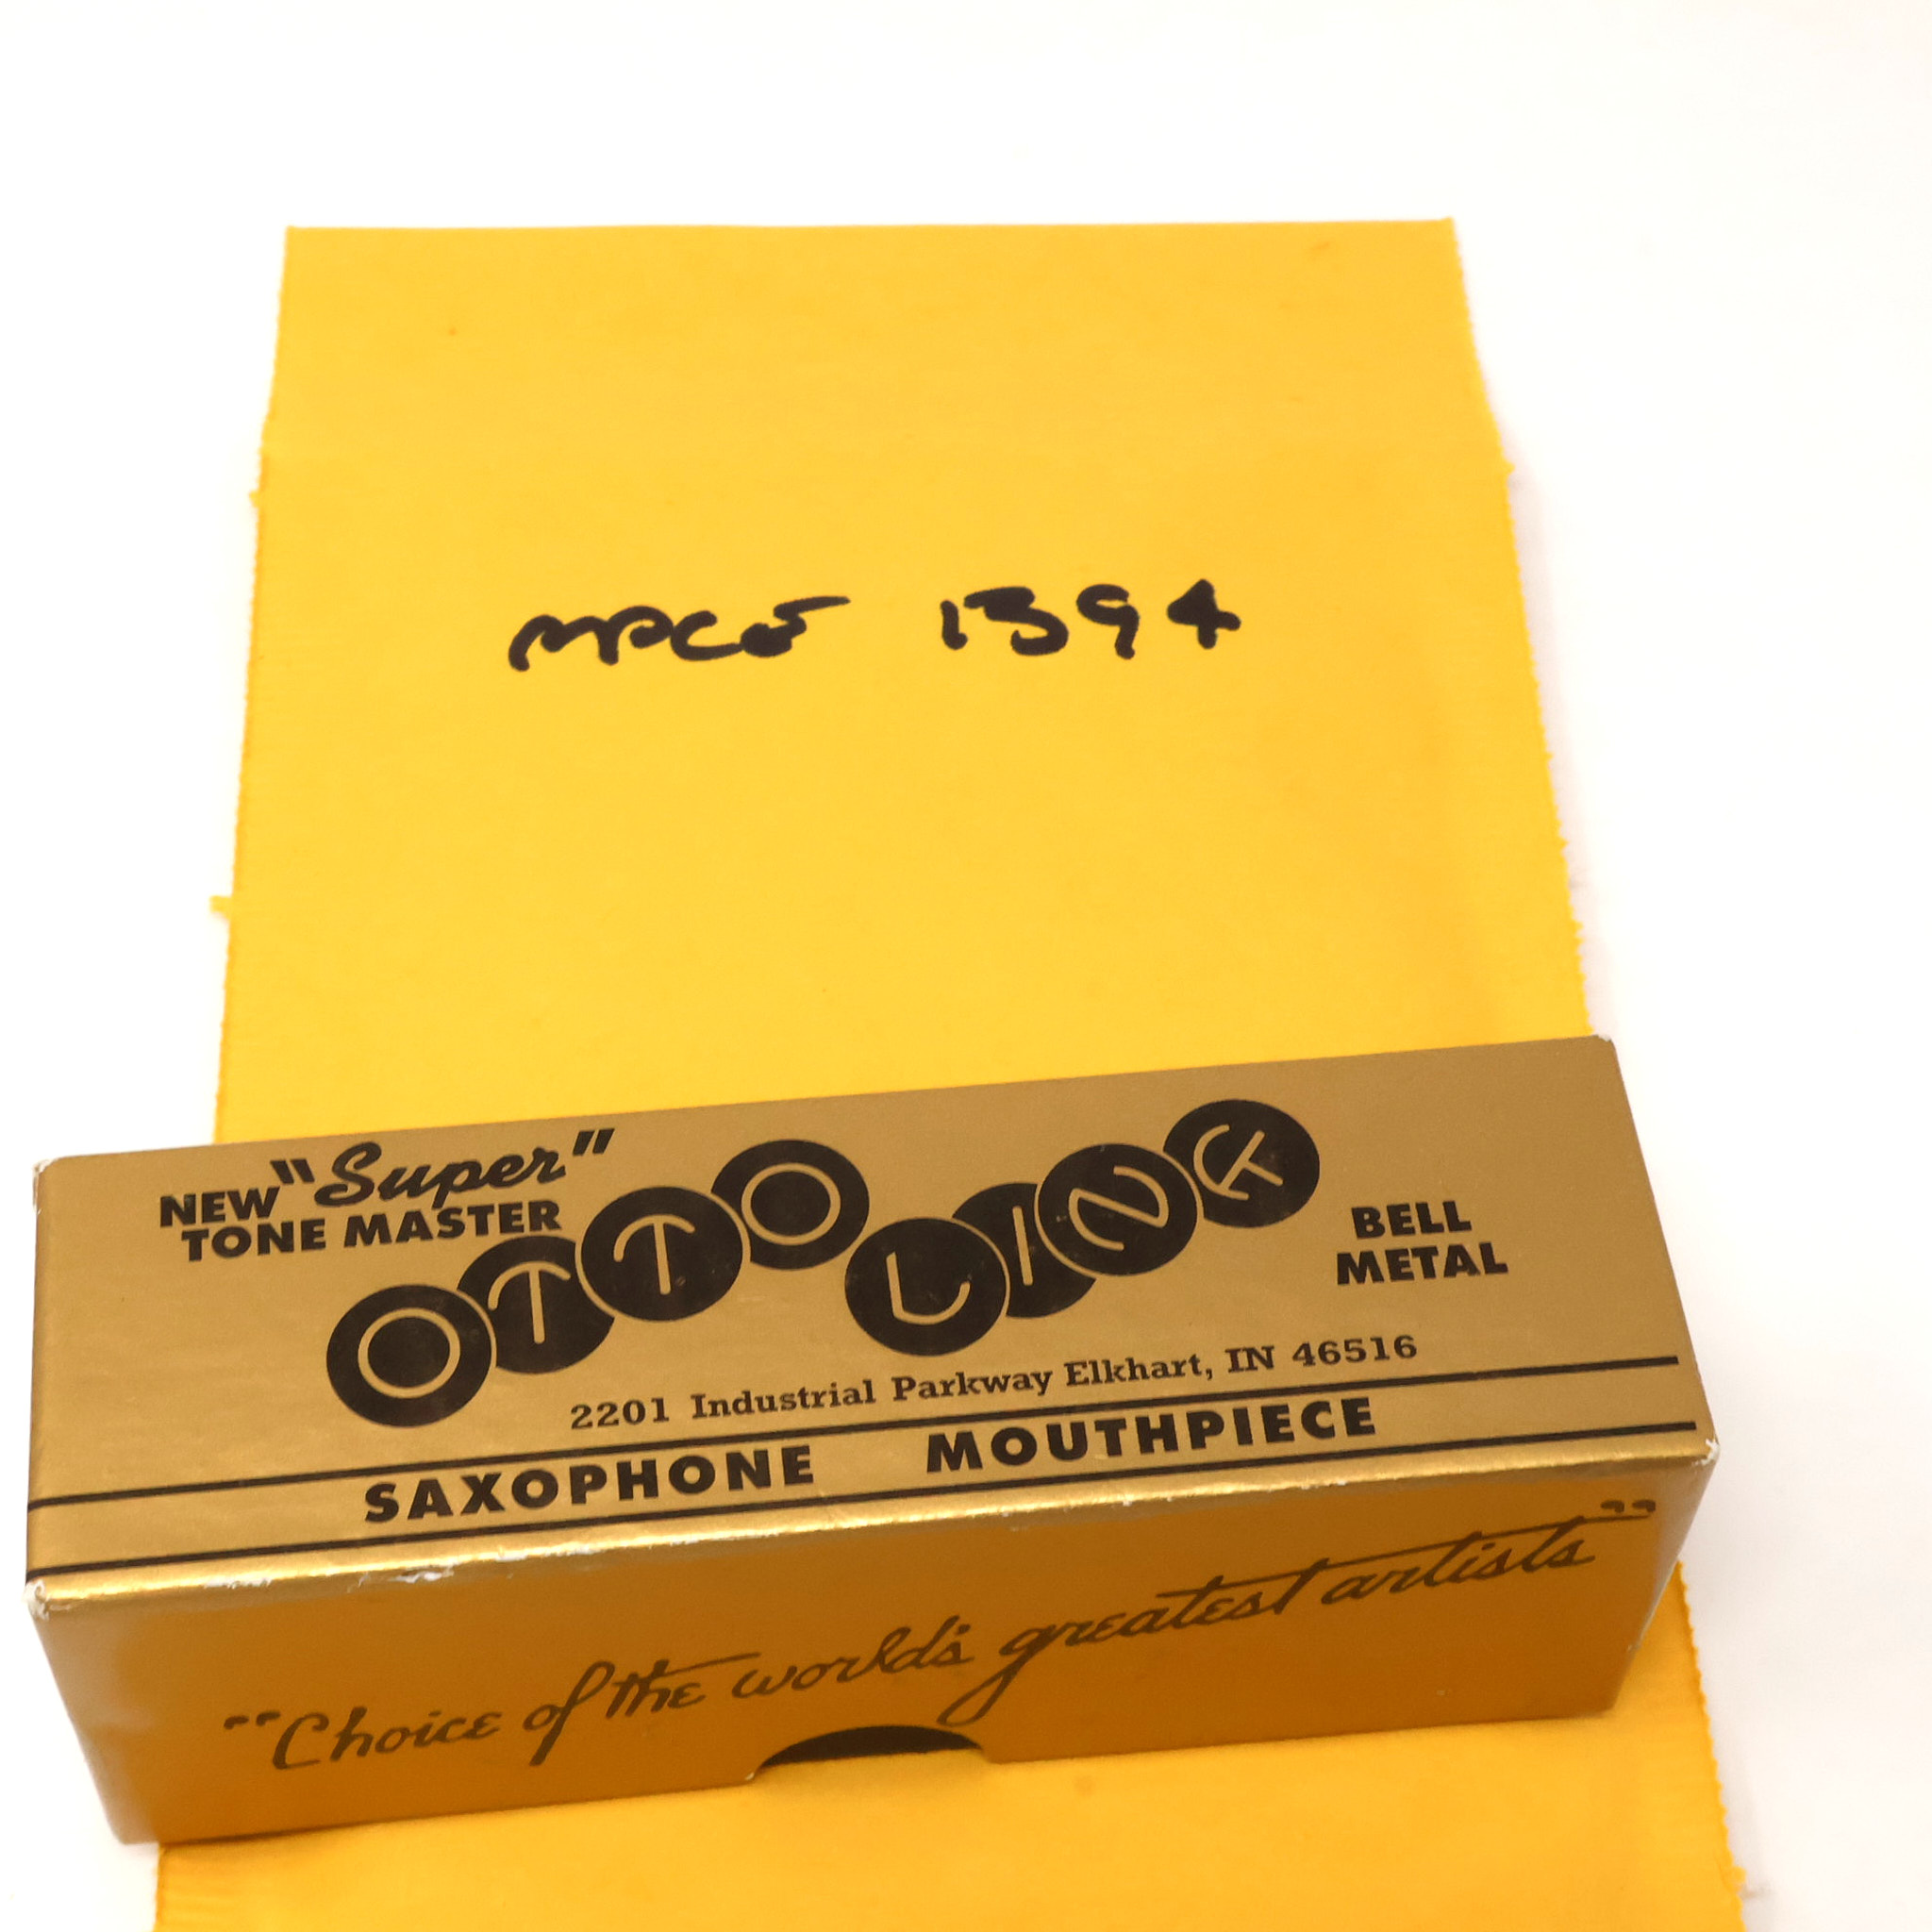 MPCS 1394
NEW "Super"
TONE MASTER
OTTO LINK
BELL
METAL
2201 Industrial Parkway Elkhart, IN 46516
SAXOPHONE MOUTHPIECE
"Choice of the world's greatest artists"